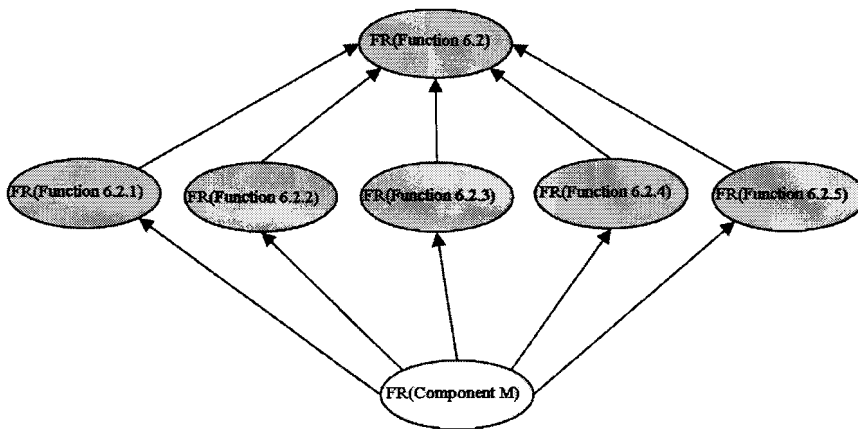 FR(Function 6.2)
FR(Function 6.2.1)
FR(Function 6.2.2)
FR(Function 6.2.3)
FR(Function 6.2.4)
FR(Function 6.2.5)
FR(Component M)